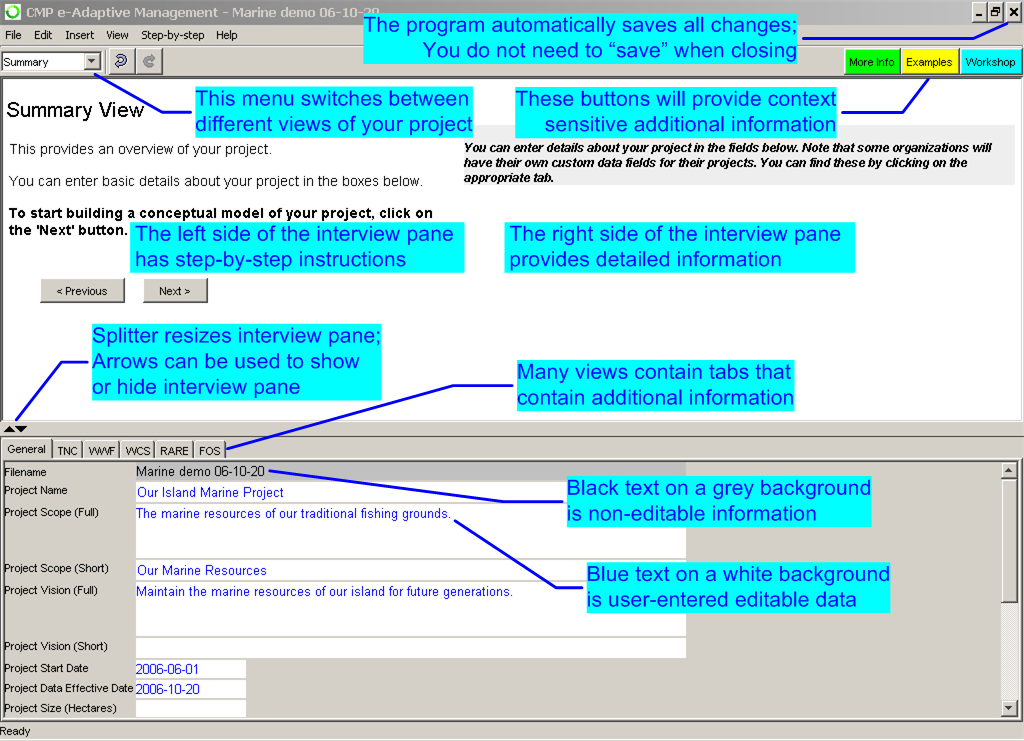 CMP e-Adaptive Management - Marine demo 06-10-20
The program automatically saves all changes;
You do not need to “save” when closing
File Edit Insert View Step-by-step Help
Summary
More Info Examples Workshop
This menu switches between
different views of your project
These buttons will provide context
sensitive additional information
Summary View
This provides an overview of your project.
You can enter basic details about your project in the boxes below.
To start building a conceptual model of your project, click on
the 'Next' button.
You can enter details about your project in the fields below. Note that some organizations will
have their own custom data fields for their projects. You can find these by clicking on the
appropriate tab.
The left side of the interview pane
has step-by-step instructions
The right side of the interview pane
provides detailed information
< Previous Next >
Splitter resizes interview pane;
Arrows can be used to show
or hide interview pane
Many views contain tabs that
contain additional information
General TNC WWF WCS RARE FOS
Filename Marine demo 06-10-20
Project Name Our Island Marine Project
Black text on a grey background
is non-editable information
Project Scope (Full) The marine resources of our traditional fishing grounds.
Project Scope (Short) Our Marine Resources
Blue text on a white background
is user-entered editable data
Project Vision (Full) Maintain the marine resources of our island for future generations.
Project Vision (Short)
Project Start Date 2006-06-01
Project Data Effective Date 2006-10-20
Project Size (Hectares)
Ready